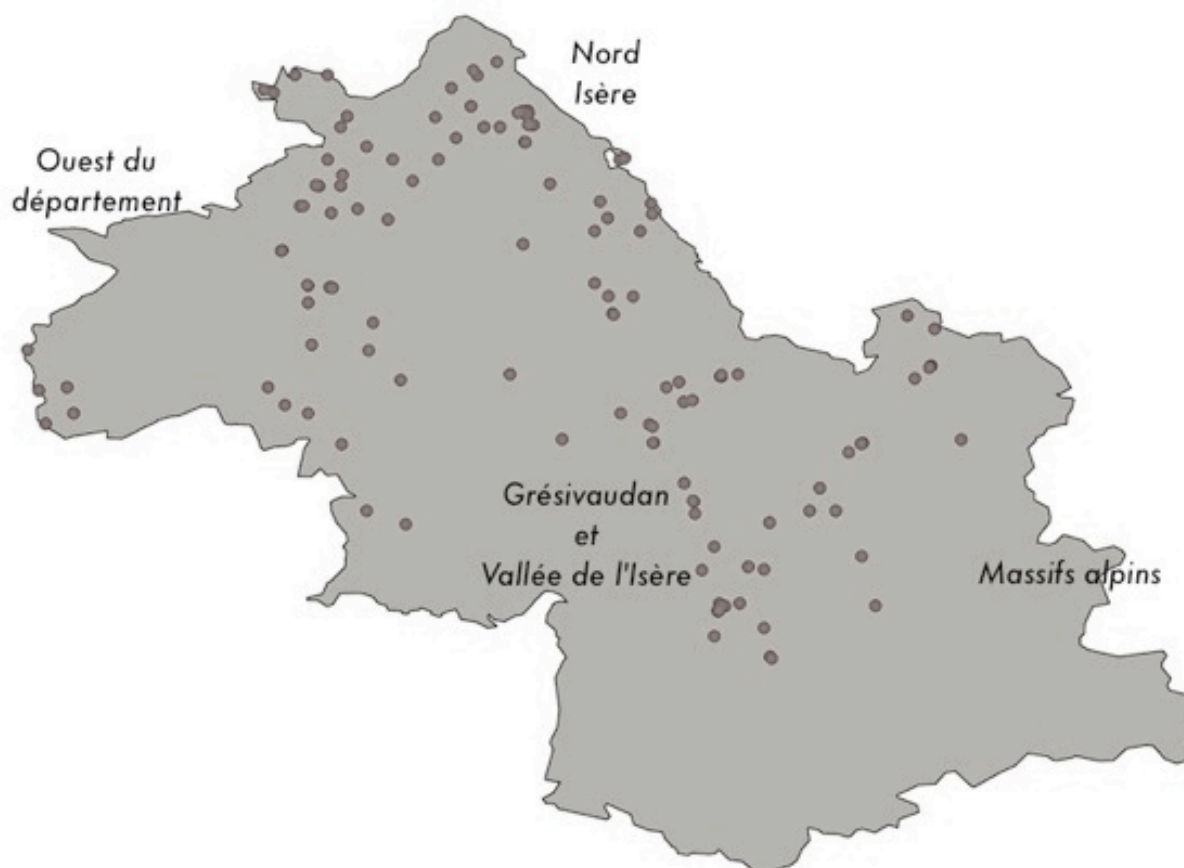 Nord
Isère
Ouest du
département
Grésivaudan
et
Vallée de l'Isère
Massifs alpins